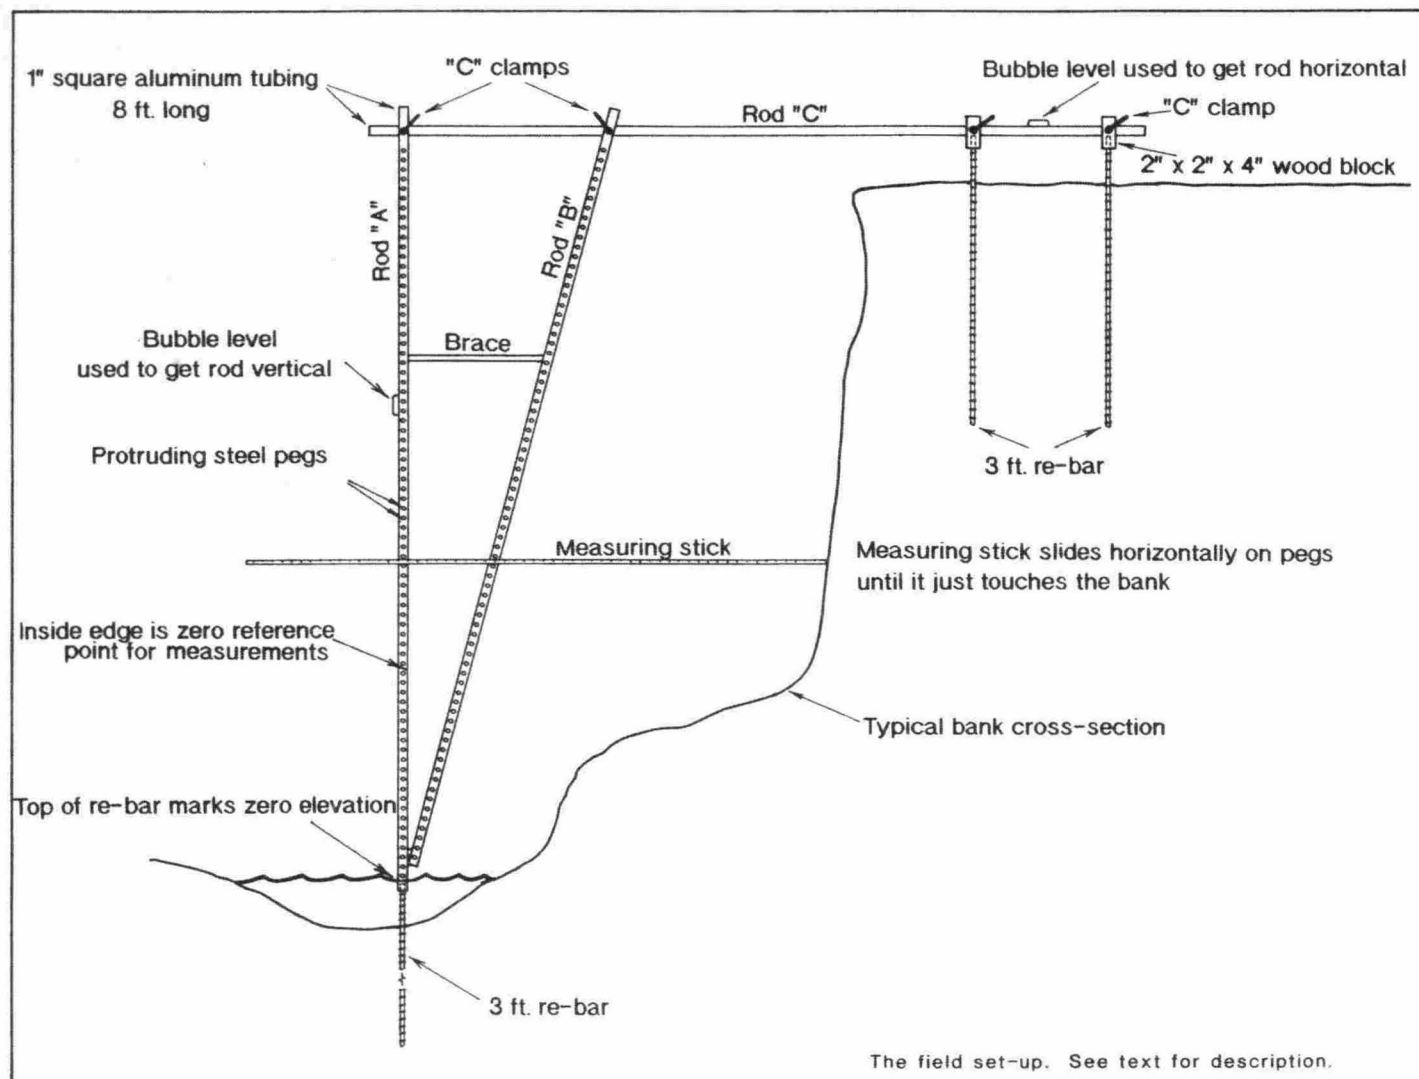 1" square aluminum tubing
8 ft. long
"C" clamps
Bubble level used to get rod horizontal
Rod "C"
"C" clamp
2" x 2" x 4" wood block
Rod "A"
Rod "B"
Bubble level
used to get rod vertical
Brace
Protruding steel pegs
3 ft. re-bar
Measuring stick
Measuring stick slides horizontally on pegs
until it just touches the bank
Inside edge is zero reference
point for measurements
Typical bank cross-section
Top of re-bar marks zero elevation
3 ft. re-bar
The field set-up. See text for description.